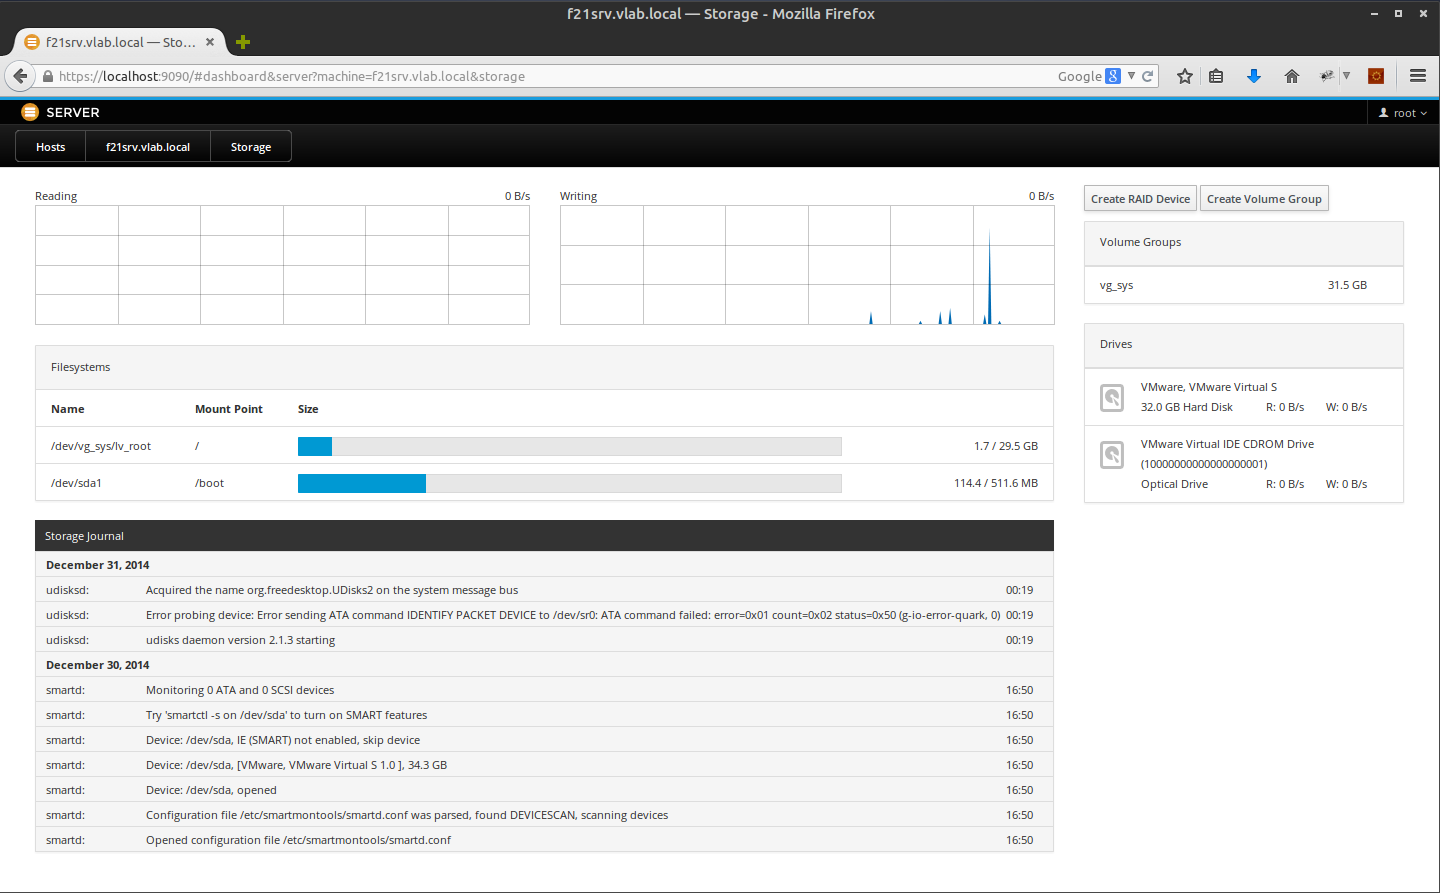 f21srv.vlab.local — Storage - Mozilla Firefox
f21srv.vlab.local — Sto...
https://localhost:9090/#dashboard&server?machine=f21srv.vlab.local&storage
Google
8
SERVER
root
Hosts
f21srv.vlab.local
Storage
Reading 0 B/s
Writing 0 B/s
Create RAID Device
Create Volume Group
Volume Groups
vg_sys 31.5 GB
Drives
VMware, VMware Virtual S
32.0 GB Hard Disk R: 0 B/s W: 0 B/s
VMware Virtual IDE CDROM Drive
(10000000000000000001)
Optical Drive R: 0 B/s W: 0 B/s
Filesystems
Name Mount Point Size
/dev/vg_sys/lv_root / 1.7 / 29.5 GB
/dev/sda1 /boot 114.4 / 511.6 MB
Storage Journal
December 31, 2014
udisksd: Acquired the name org.freedesktop.UDisks2 on the system message bus 00:19
udisksd: Error probing device: Error sending ATA command IDENTIFY PACKET DEVICE to /dev/sr0: ATA command failed: error=0x01 count=0x02 status=0x50 (g-io-error-quark, 0) 00:19
udisksd: udisks daemon version 2.1.3 starting 00:19
December 30, 2014
smartd: Monitoring 0 ATA and 0 SCSI devices 16:50
smartd: Try 'smartctl -s on /dev/sda' to turn on SMART features 16:50
smartd: Device: /dev/sda, IE (SMART) not enabled, skip device 16:50
smartd: Device: /dev/sda, [VMware, VMware Virtual S 1.0 ], 34.3 GB 16:50
smartd: Device: /dev/sda, opened 16:50
smartd: Configuration file /etc/smartmontools/smartd.conf was parsed, found DEVICESCAN, scanning devices 16:50
smartd: Opened configuration file /etc/smartmontools/smartd.conf 16:50